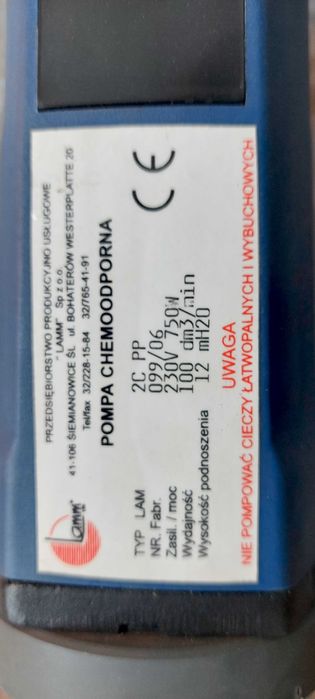 PRZEDSIĘBIORSTWO PRODUKCYJNO USŁUGOWE
"LAMM" Sp z o o.
41-106 SIEMIANOWICE ŚL ul. BOHATERÓW WESTERPLATTE 20
Tel/fax 32/228-15-84 32/765-41-91
Lamm
POMPA CHEMOODPORNA
CE
TYP LAM 2C PP
NR. Fabr. 099/06
Zasil. / moc 230V 750W
Wydajność 100 dm3/min
Wysokość podnoszenia 12 mH2O
UWAGA
NIE POMPOWAĆ CIECZY ŁATWOPALNYCH I WYBUCHOWYCH